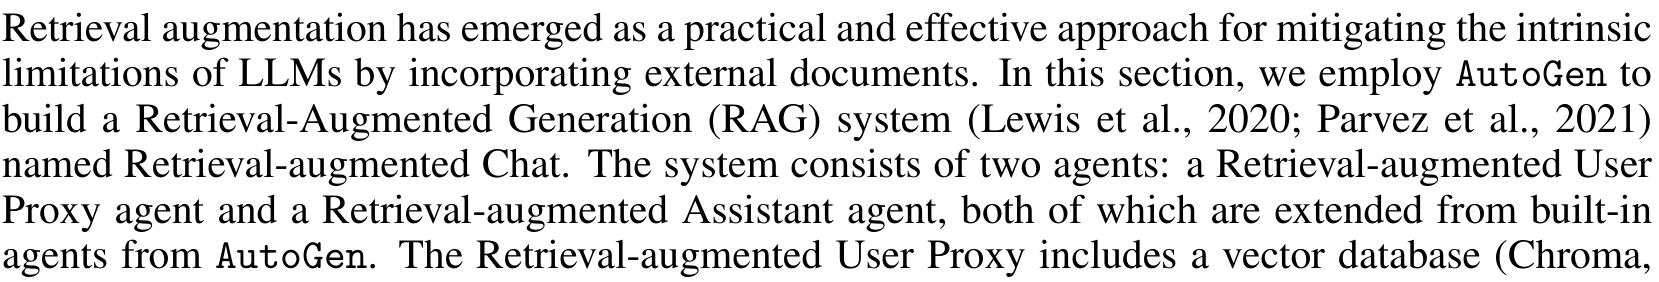 Retrieval augmentation has emerged as a practical and effective approach for mitigating the intrinsic
limitations of LLMs by incorporating external documents. In this section, we employ AutoGen to
build a Retrieval-Augmented Generation (RAG) system (Lewis et al., 2020; Parvez et al., 2021)
named Retrieval-augmented Chat. The system consists of two agents: a Retrieval-augmented User
Proxy agent and a Retrieval-augmented Assistant agent, both of which are extended from built-in
agents from AutoGen. The Retrieval-augmented User Proxy includes a vector database (Chroma,